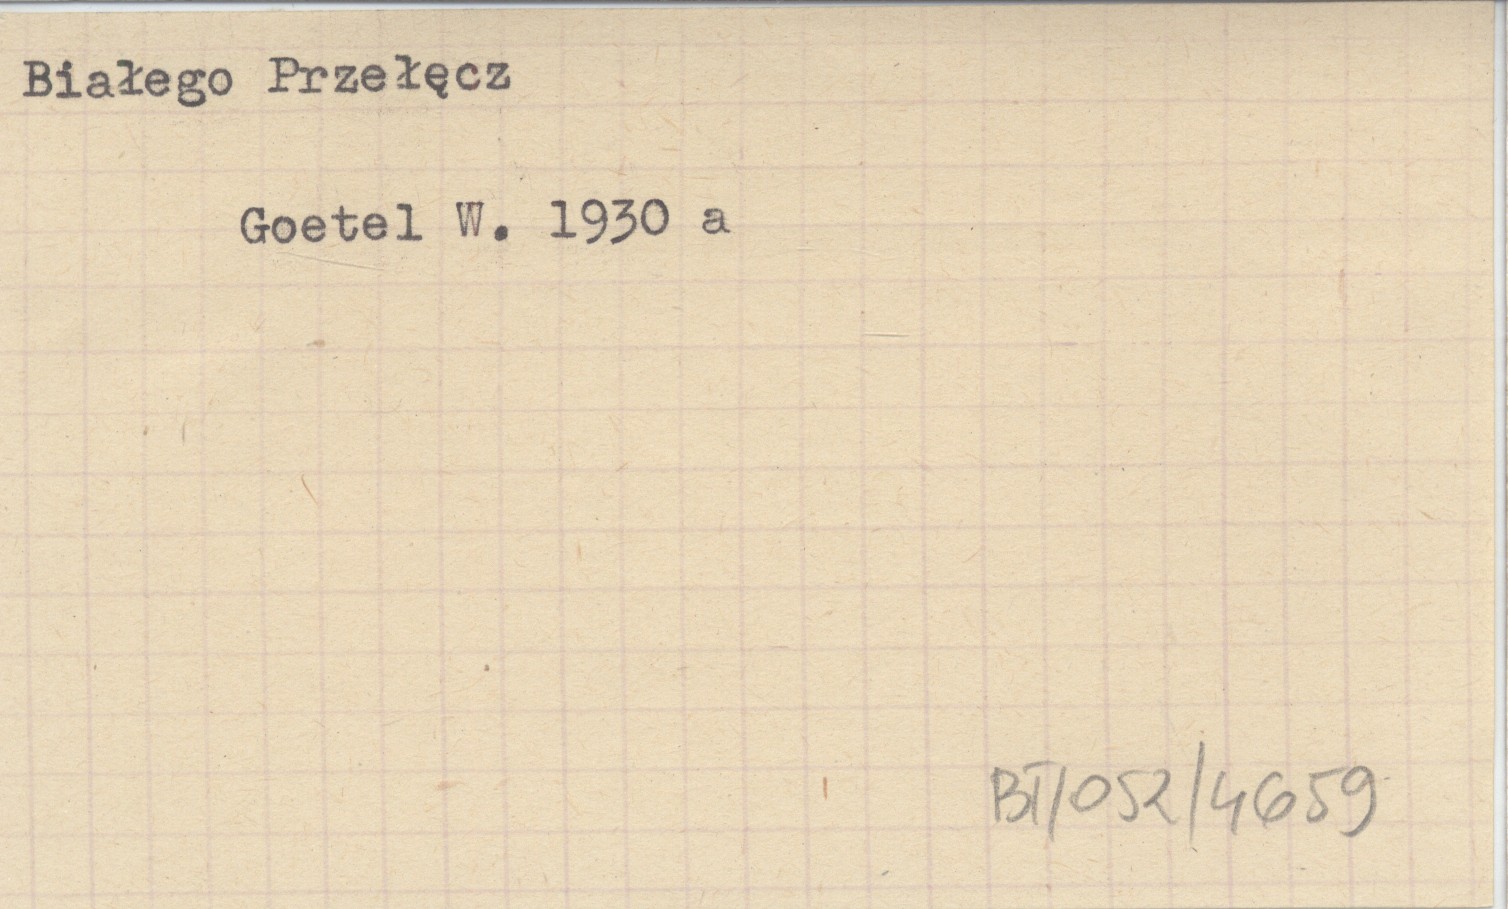 Białego Przełęcz
Goetel W. 1930 a
BT/052/4659